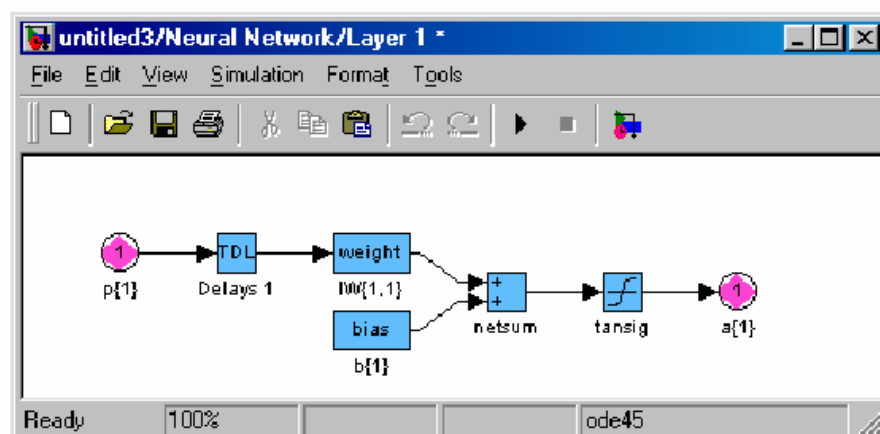 untitled3/Neural Network/Layer 1 *
File Edit View Simulation Format Tools
1 TDL weight
p{1} Delays 1 IW{1,1}
+
+
1
bias netsum tansig a{1}
b{1}
Ready 100% ode45